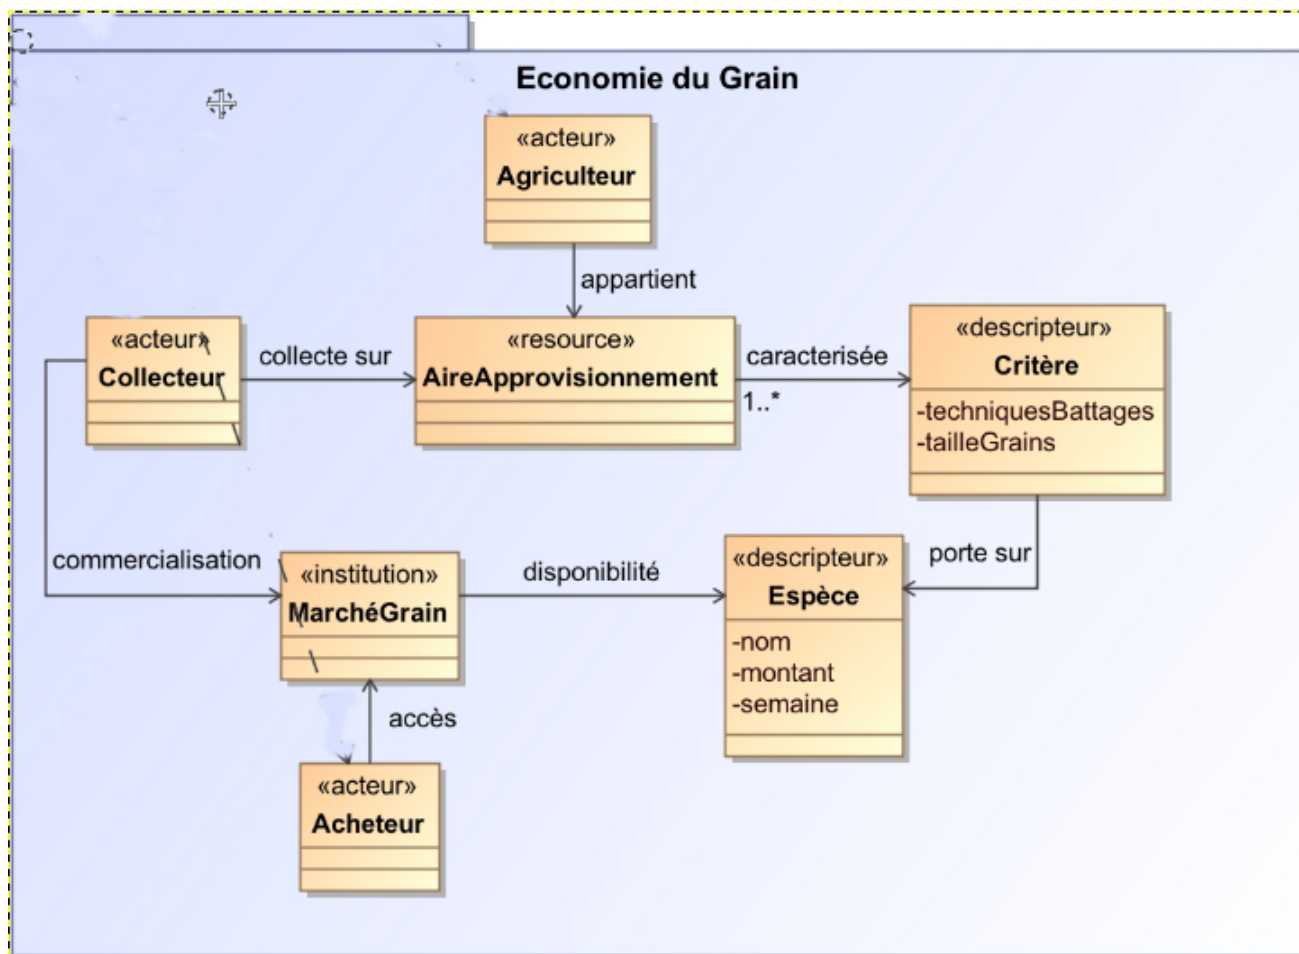 Economie du Grain
«acteur»
Agriculteur
appartient
«acteur»
Collecteur
collecte sur
«resource»
AireApprovisionnement
caracterisée
1..*
«descripteur»
Critère
-techniquesBattages
-tailleGrains
commercialisation
«institution»
MarchéGrain
disponibilité
«descripteur»
Espèce
-nom
-montant
-semaine
porte sur
accès
«acteur»
Acheteur